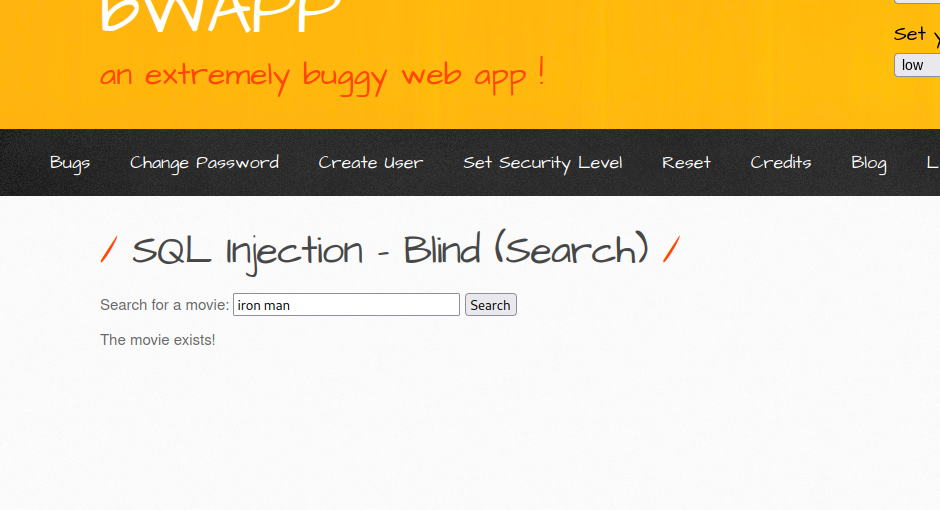 bWAPP
an extremely buggy web app !
Set
low
Bugs Change Password Create User Set Security Level Reset Credits Blog
/ SQL Injection - Blind (Search) /
Search for a movie: iron man Search
The movie exists!